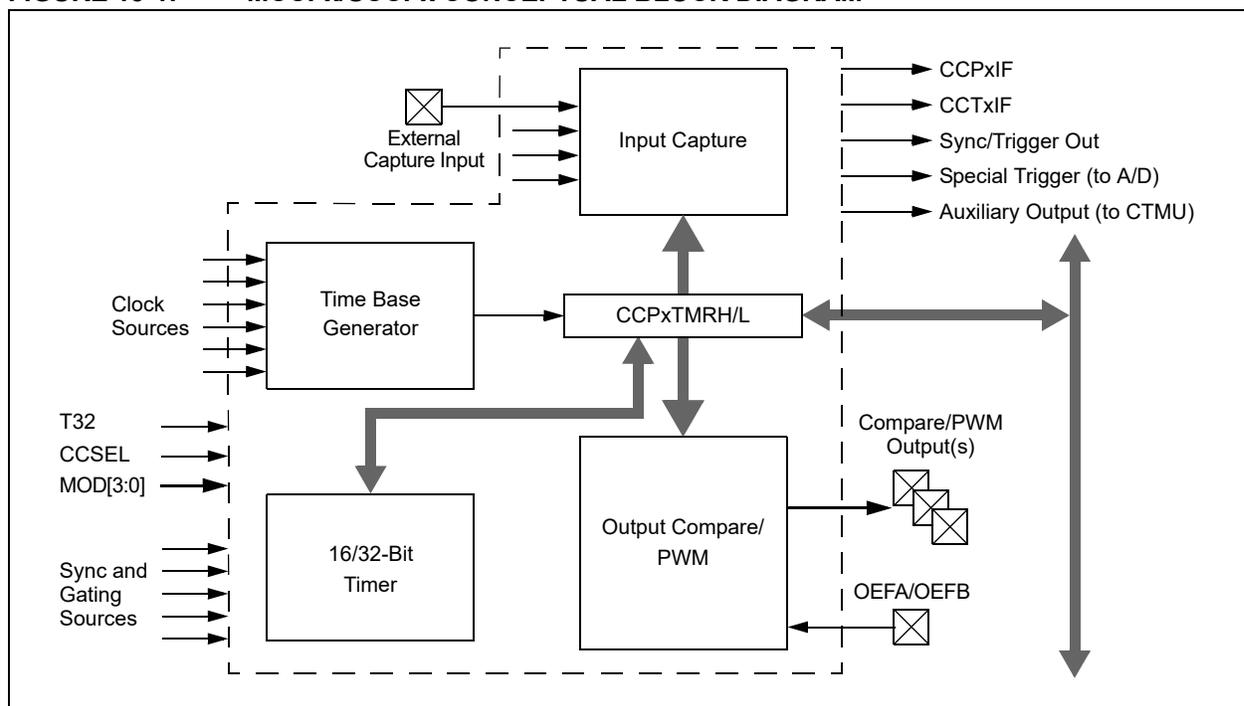 CCPxIF
CCTxIF
Sync/Trigger Out
Special Trigger (to A/D)
Auxiliary Output (to CTMU)
External
Capture Input
Input Capture
Clock
Sources
Time Base
Generator
CCPxTMRH/L
T32
CCSEL
MOD[3:0]
Sync and
Gating
Sources
16/32-Bit
Timer
Output Compare/
PWM
Compare/PWM
Output(s)
OEFA/OEFB